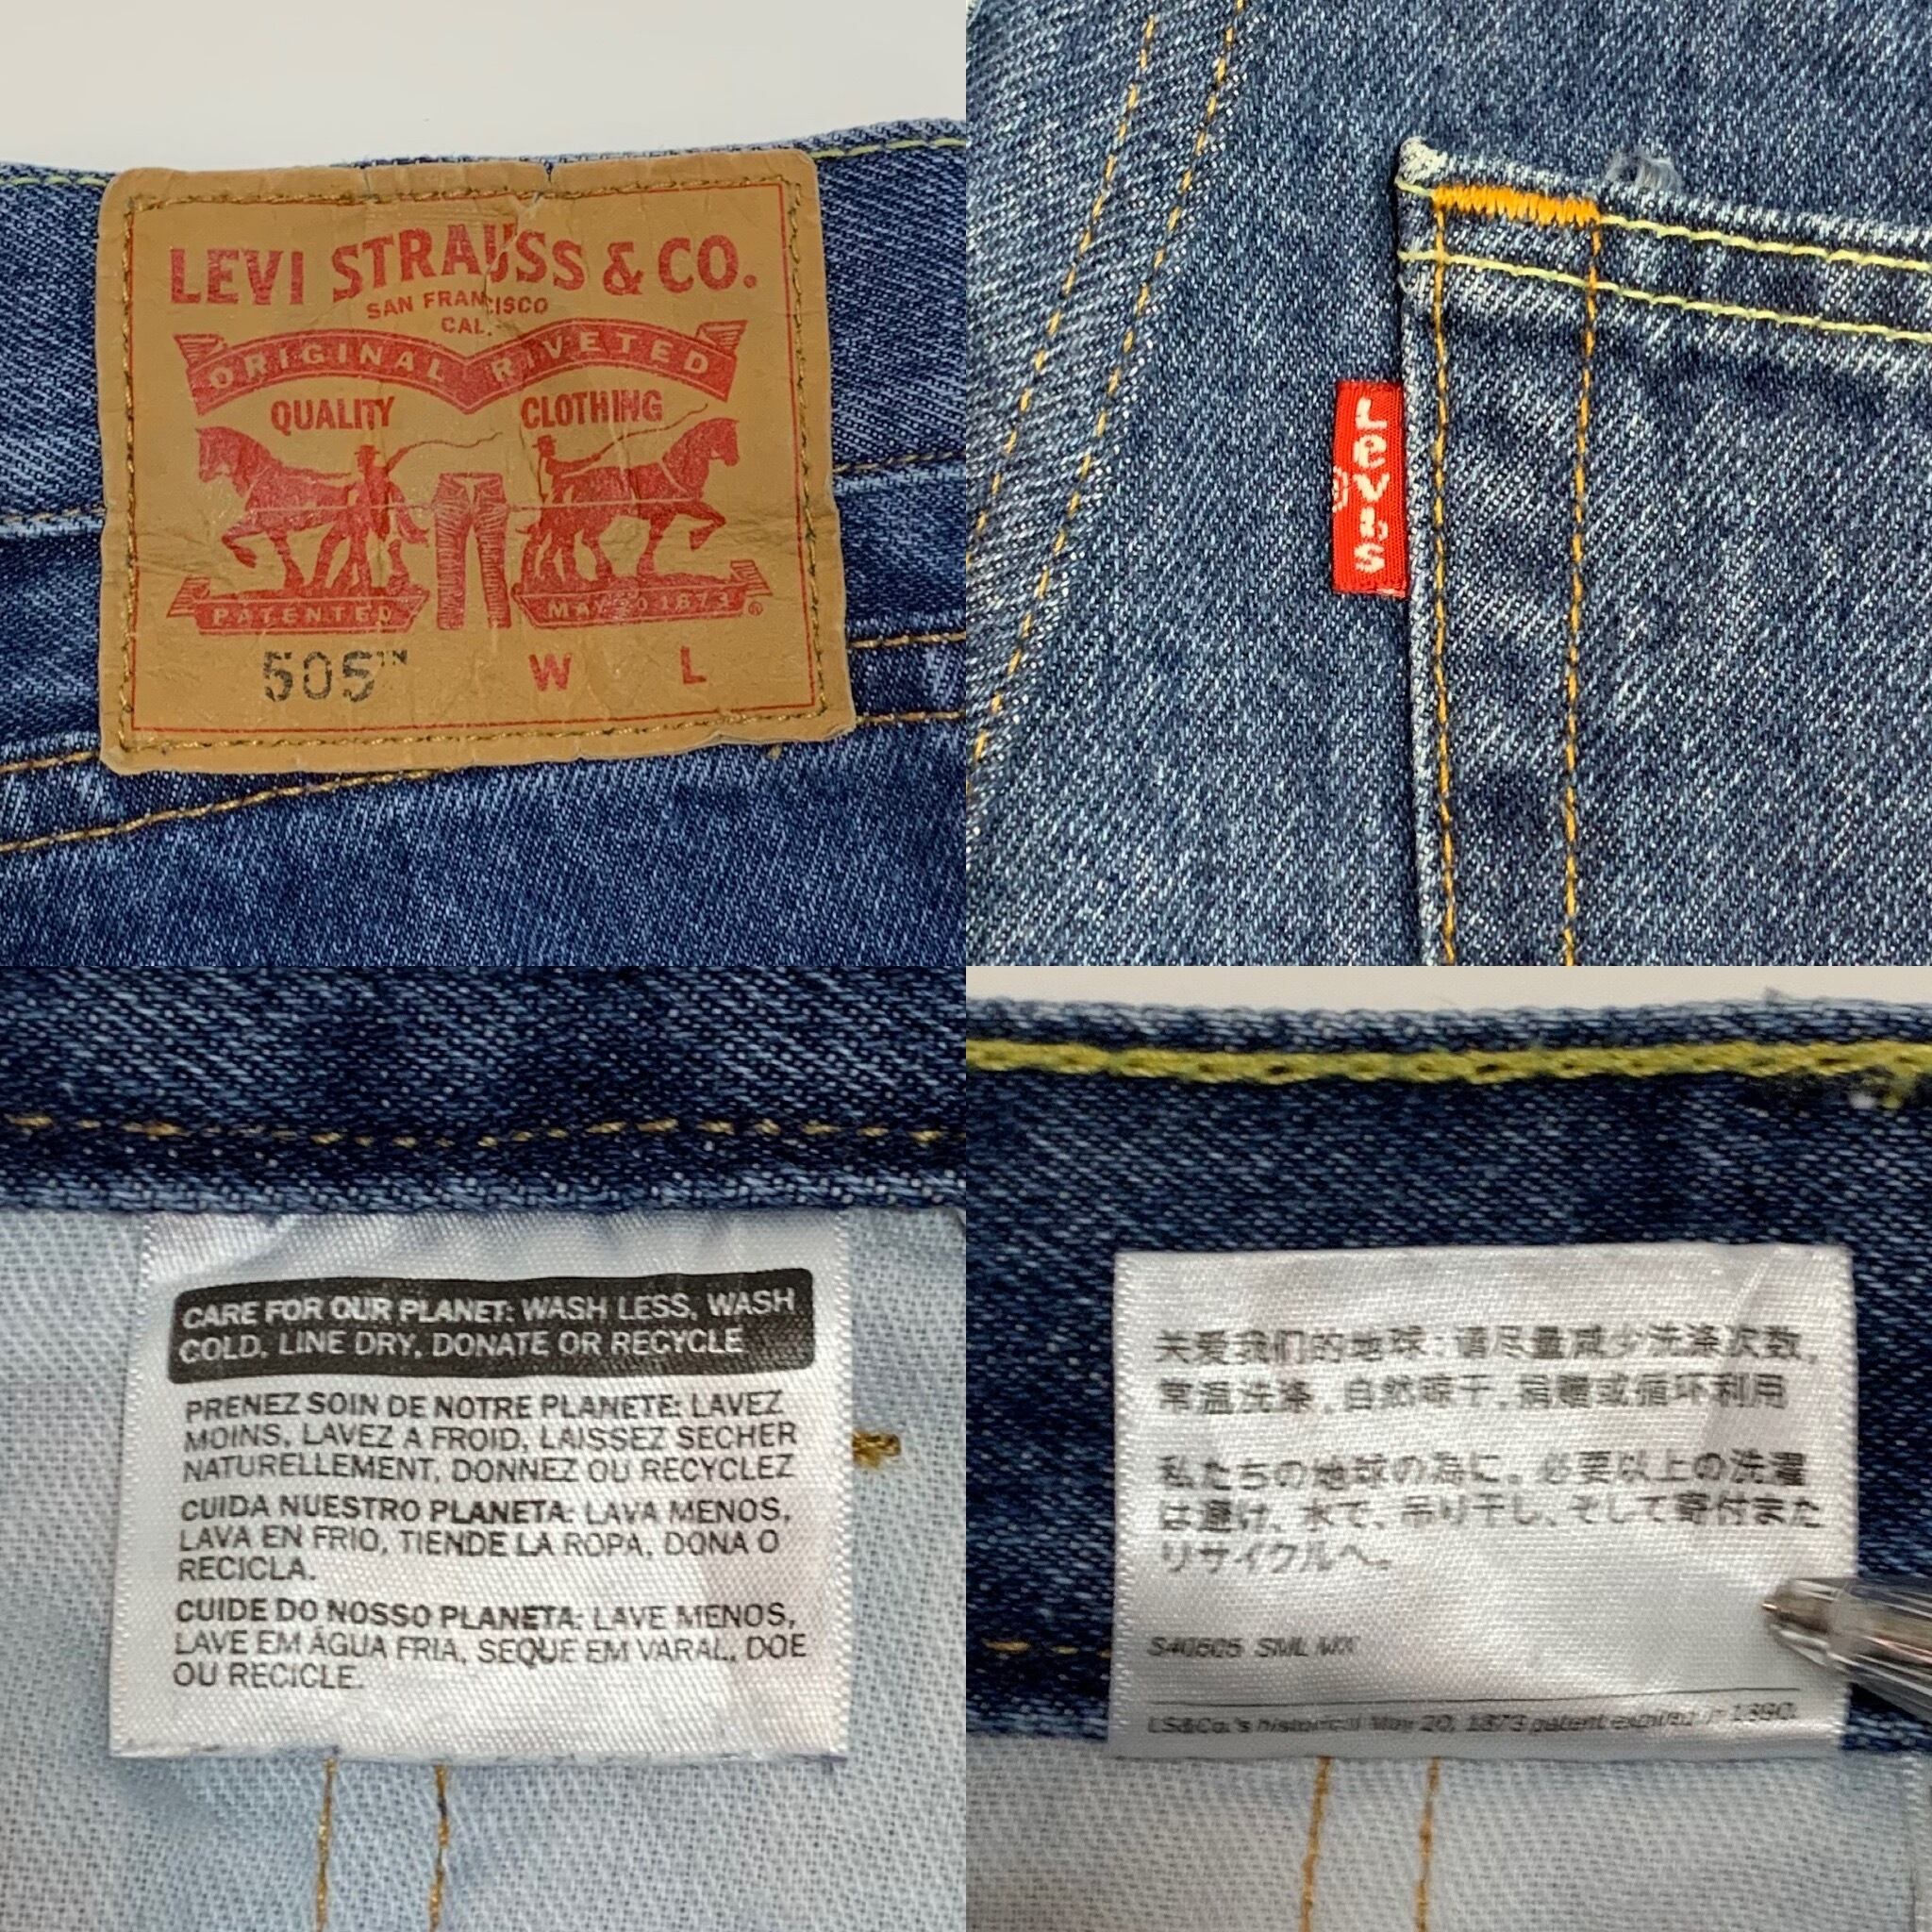 LEVI STRAUSS & CO.
SAN FRANCISCO
CAL.
ORIGINAL RIVETED
QUALITY CLOTHING
PATENTED MAY 20 1873 ®
505™ W L
Levi's
®
CARE FOR OUR PLANET: WASH LESS, WASH
COLD, LINE DRY, DONATE OR RECYCLE
PRENEZ SOIN DE NOTRE PLANETE: LAVEZ
MOINS, LAVEZ A FROID, LAISSEZ SECHER
NATURELLEMENT, DONNEZ OU RECYCLEZ
CUIDA NUESTRO PLANETA: LAVA MENOS,
LAVA EN FRIO, TIENDE LA ROPA, DONA O
RECICLA.
CUIDE DO NOSSO PLANETA: LAVE MENOS,
LAVE EM ÁGUA FRIA, SEQUE EM VARAL, DOE
OU RECICLE.
关爱我们的地球:请尽量减少洗涤次数,
常温洗涤,自然晾干,捐赠或循环利用
私たちの地球の為に。必要以上の洗濯
は避け、水で、吊り干し、そして寄付また
リサイクルへ。
S40505 SML MX
LS&Co.'s historical May 20, 1873 patent expired in 1890.